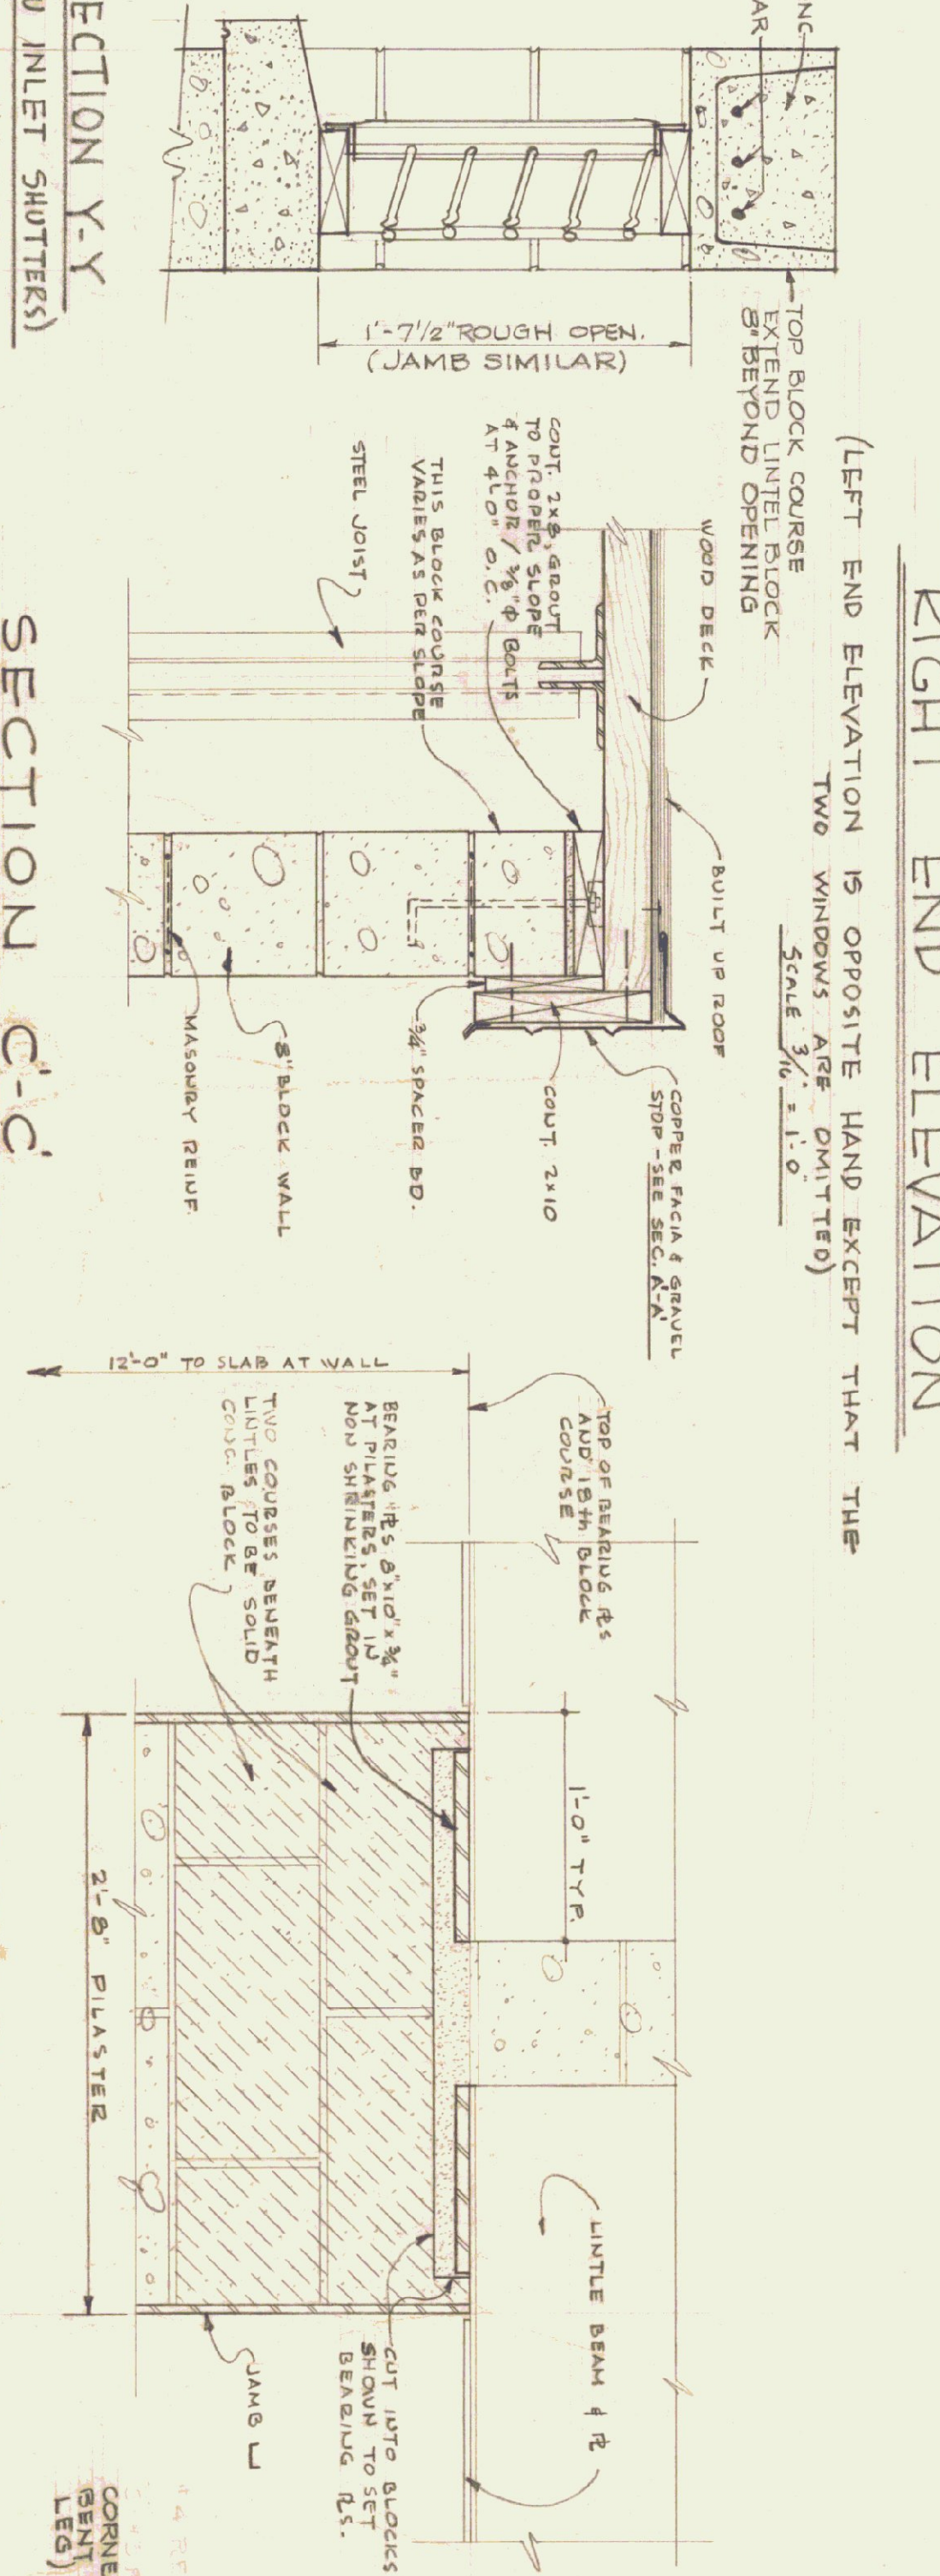 RIGHT END ELEVATION
(LEFT END ELEVATION IS OPPOSITE HAND EXCEPT THAT THE
TWO WINDOWS ARE OMITTED)
SCALE 3/16" = 1'-0"
NC
AR
TOP BLOCK COURSE
EXTEND LINTEL BLOCK
8" BEYOND OPENING
1'-7 1/2" ROUGH OPEN.
(JAMB SIMILAR)
ECTION Y-Y
INLET SHUTTERS)
WOOD DECK
BUILT UP ROOF
CONT. 2x8, GROUT
TO PROPER SLOPE
& ANCHOR / 3/8" Φ BOLTS
AT 4'-0" O.C.
THIS BLOCK COURSE
VARIES AS PER SLOPE
STEEL JOIST
COPPER FACIA & GRAVEL
STOP - SEE SEC. A'-A'
CONT. 2x10
3/4" SPACER BD.
8" BLOCK WALL
MASONRY REINF.
SECTION C'-C'
TOP OF BEARING PLS
AND 18th BLOCK
COURSE
12'-0" TO SLAB AT WALL
BEARING PLS 8"x10"x3/4"
AT PILASTERS, SET IN
NON SHRINKING GROUT
TWO COURSES BENEATH
LINTLES TO BE SOLID
CONC. BLOCK
1'-0" TYP.
2'-8" PILASTER
LINTLE BEAM & PL
CUT INTO BLOCKS
SHOWN TO SET
BEARING PLS.
JAMB
CORNE
BENT
LEG)